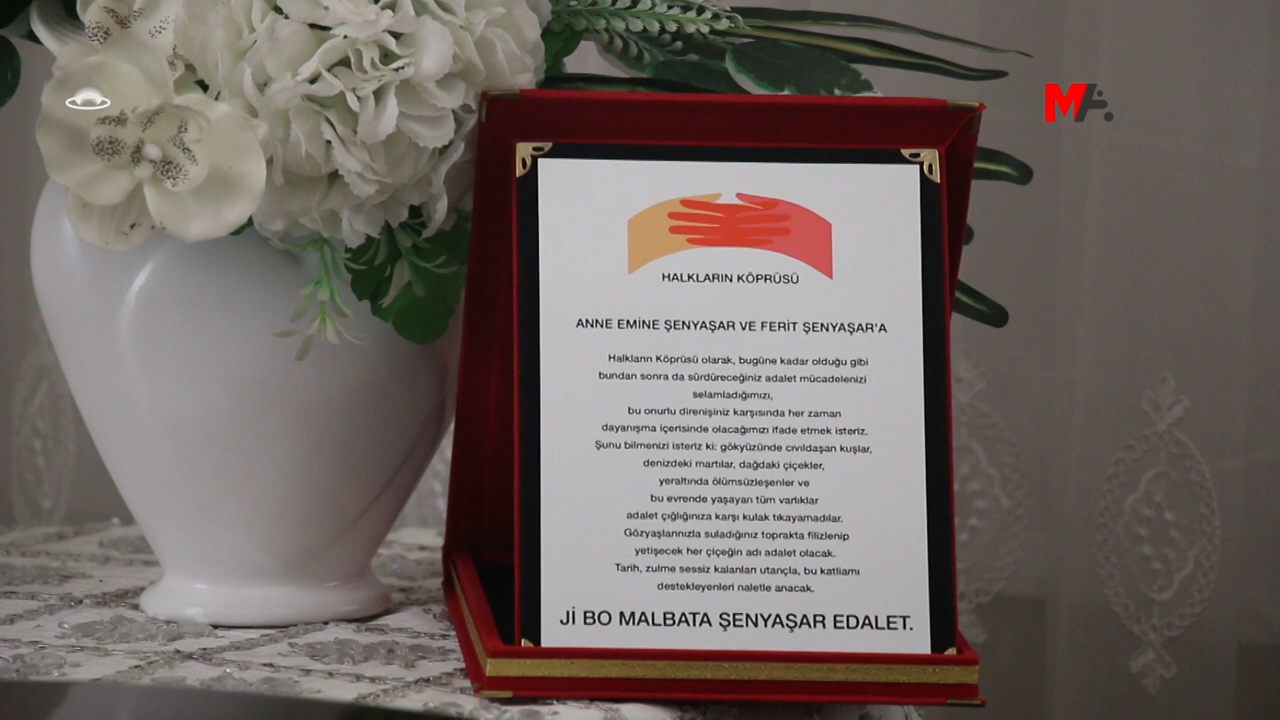 MA
HALKLARIN KÖPRÜSÜ
ANNE EMİNE ŞENYAŞAR VE FERİT ŞENYAŞAR'A
Halkların Köprüsü olarak, bugüne kadar olduğu gibi
bundan sonra da sürdüreceğiniz adalet mücadelenizi
selamladığımızı,
bu onurlu direnişiniz karşısında her zaman
dayanışma içerisinde olacağımızı ifade etmek isteriz.
Şunu bilmenizi isteriz ki: gökyüzünde cıvıldaşan kuşlar,
denizdeki martılar, dağdaki çiçekler,
yeraltında ölümsüzleşenler ve
bu evrende yaşayan tüm varlıklar
adalet çığlığınıza karşı kulak tıkayamadılar.
Gözyaşlarınızla suladığınız toprakta filizlenip
yetişecek her çiçeğin adı adalet olacak.
Tarih, zulme sessiz kalanları utançla, bu katliamı
destekleyenleri naletle anacak.
Jİ BO MALBATA ŞENYAŞAR EDALET.